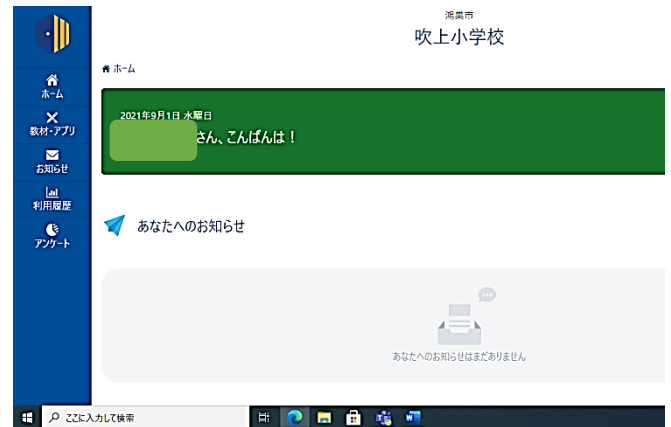 鴻巣市
吹上小学校
ホーム
ホーム
教材・アプリ
お知らせ
利用履歴
アンケート
2021年9月1日 水曜日
さん、こんばんは！
あなたへのお知らせ
あなたへのお知らせはまだありません
ここに入力して検索